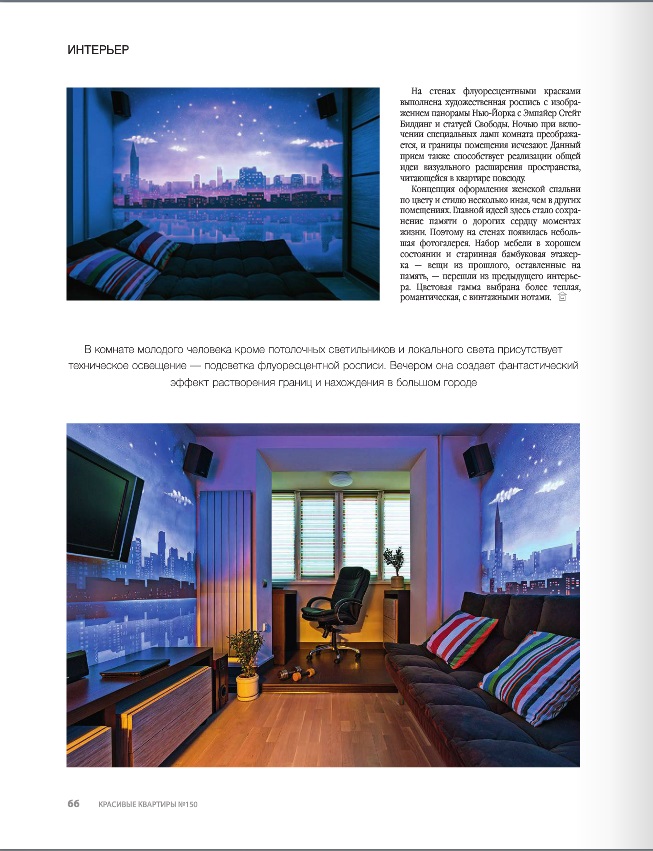 ИНТЕРЬЕР
На стенах флуоресцентными красками
выполнена художественная роспись с изобра-
жением панорамы Нью-Йорка с Эмпайер Стейт
Билдинг и статуей Свободы. Ночью при вклю-
чении специальных ламп комната преобража-
ется, и границы помещения исчезают. Данный
прием также способствует реализации общей
идеи визуального расширения пространства,
читающейся в квартире повсюду.
Концепция оформления женской спальни
по цвету и стилю несколько иная, чем в других
помещениях. Главной идеей здесь стало сохра-
нение памяти о дорогих сердцу моментах
жизни. Поэтому на стенах появилась неболь-
шая фотогалерея. Набор мебели в хорошем
состоянии и старинная бамбуковая этажер-
ка — вещи из прошлого, оставленные на
память, — перешли из предыдущего интерье-
ра. Цветовая гамма выбрана более теплая,
романтическая, с винтажными нотами.
В комнате молодого человека кроме потолочных светильников и локального света присутствует
техническое освещение — подсветка флуоресцентной росписи. Вечером она создает фантастический
эффект растворения границ и нахождения в большом городе
66 КРАСИВЫЕ КВАРТИРЫ №150